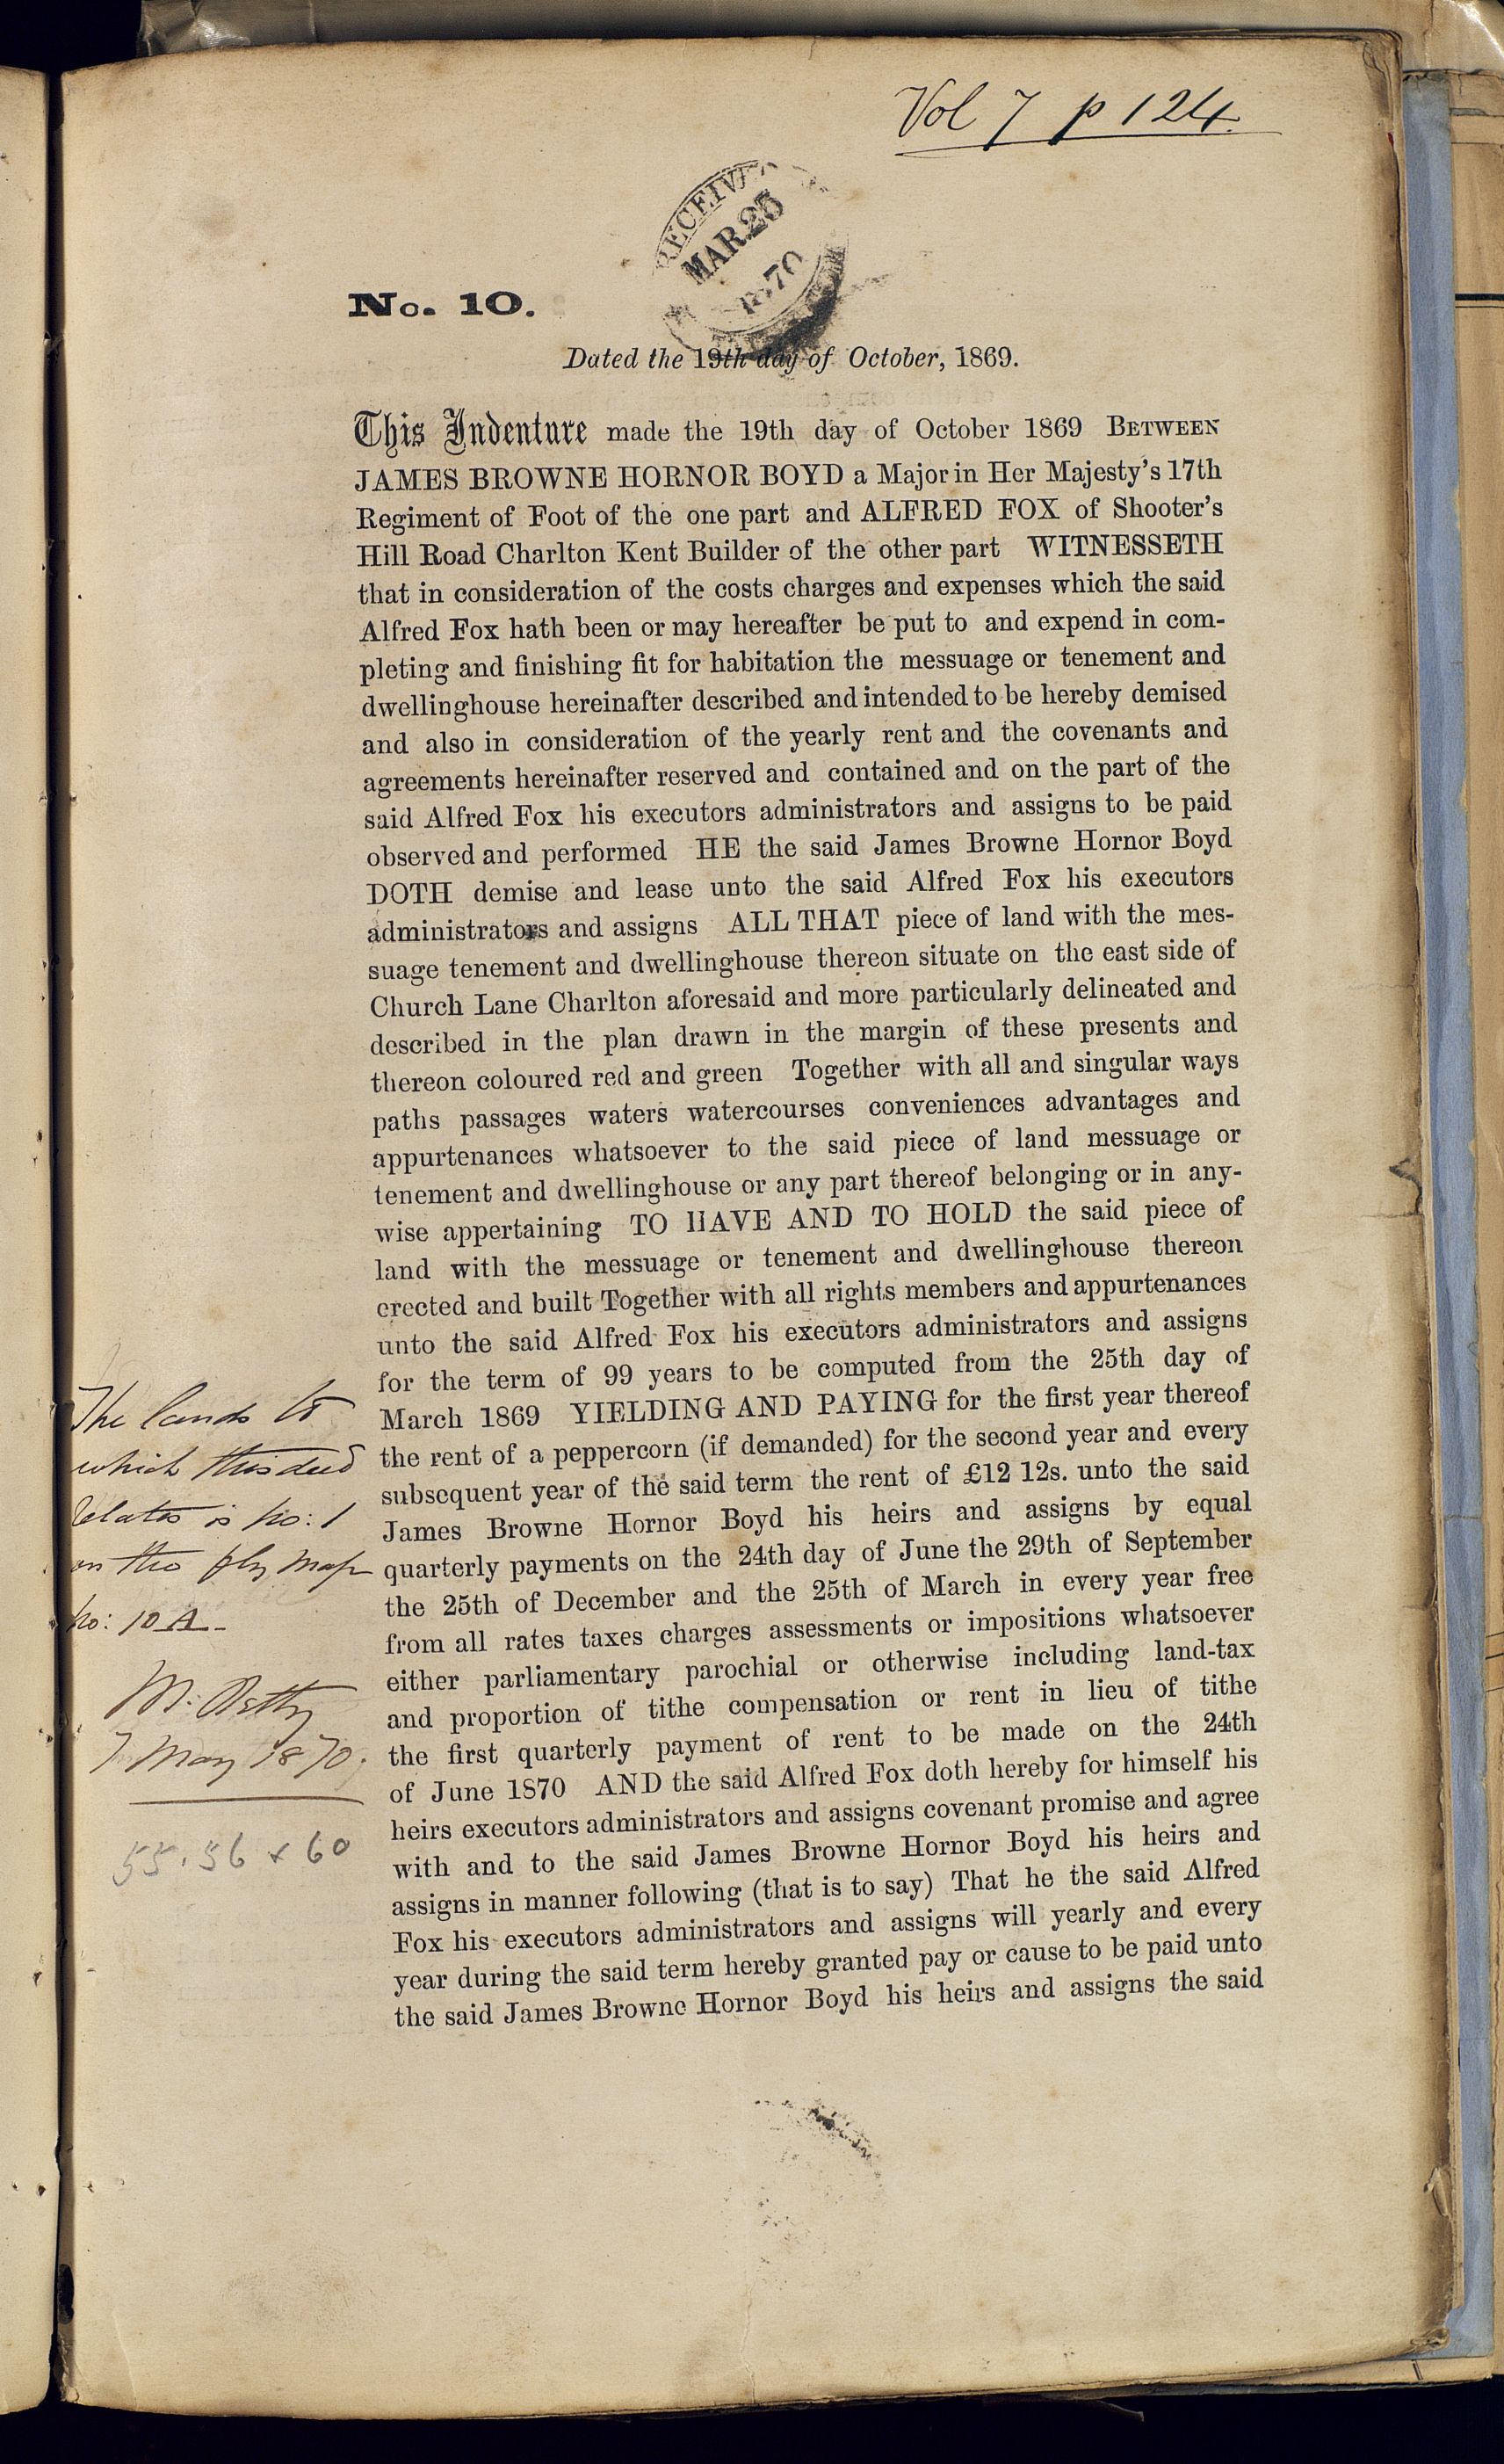 Vol 7 p 124.
RECEIV
MAR 25
1870
No. 10.
Dated the 19th day of October, 1869.
This Indenture made the 19th day of October 1869 BETWEEN
JAMES BROWNE HORNOR BOYD a Major in Her Majesty's 17th
Regiment of Foot of the one part and ALFRED FOX of Shooter's
Hill Road Charlton Kent Builder of the other part WITNESSETH
that in consideration of the costs charges and expenses which the said
Alfred Fox hath been or may hereafter be put to and expend in com-
pleting and finishing fit for habitation the messuage or tenement and
dwellinghouse hereinafter described and intended to be hereby demised
and also in consideration of the yearly rent and the covenants and
agreements hereinafter reserved and contained and on the part of the
said Alfred Fox his executors administrators and assigns to be paid
observed and performed HE the said James Browne Hornor Boyd
DOTH demise and lease unto the said Alfred Fox his executors
administrators and assigns ALL THAT piece of land with the mes-
suage tenement and dwellinghouse thereon situate on the east side of
Church Lane Charlton aforesaid and more particularly delineated and
described in the plan drawn in the margin of these presents and
thereon coloured red and green Together with all and singular ways
paths passages waters watercourses conveniences advantages and
appurtenances whatsoever to the said piece of land messuage or
tenement and dwellinghouse or any part thereof belonging or in any-
wise appertaining TO HAVE AND TO HOLD the said piece of
land with the messuage or tenement and dwellinghouse thereon
erected and built Together with all rights members and appurtenances
unto the said Alfred Fox his executors administrators and assigns
for the term of 99 years to be computed from the 25th day of
March 1869 YIELDING AND PAYING for the first year thereof
the rent of a peppercorn (if demanded) for the second year and every
subsequent year of the said term the rent of £12 12s. unto the said
James Browne Hornor Boyd his heirs and assigns by equal
quarterly payments on the 24th day of June the 29th of September
the 25th of December and the 25th of March in every year free
from all rates taxes charges assessments or impositions whatsoever
either parliamentary parochial or otherwise including land-tax
and proportion of tithe compensation or rent in lieu of tithe
the first quarterly payment of rent to be made on the 24th
of June 1870 AND the said Alfred Fox doth hereby for himself his
heirs executors administrators and assigns covenant promise and agree
with and to the said James Browne Hornor Boyd his heirs and
assigns in manner following (that is to say) That he the said Alfred
Fox his executors administrators and assigns will yearly and every
year during the said term hereby granted pay or cause to be paid unto
the said James Browne Hornor Boyd his heirs and assigns the said
The lands to
which this deed
relates is No: 1
on the map
No: 10 A
7 May 1870.
55. 56 & 60